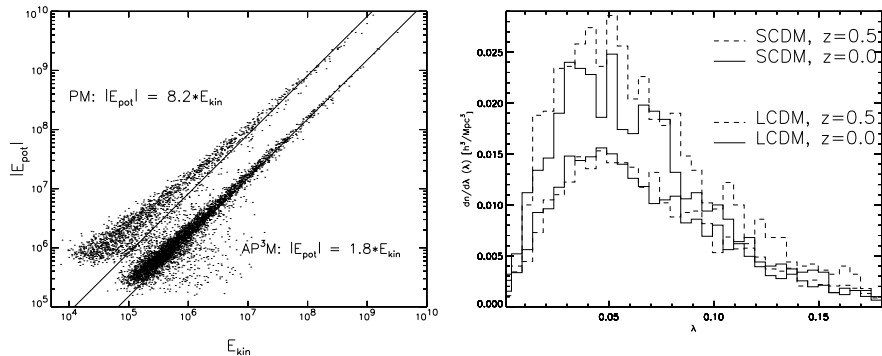 10^10
10^9
10^8
10^7
10^6
10^5
|E_pot|
PM: |E_pot| = 8.2*E_kin
AP^3M: |E_pot| = 1.8*E_kin
10^4 10^5 10^6 10^7 10^8 10^9 10^10
E_kin
0.025
0.020
0.015
0.010
0.005
0.000
dn/dλ (λ) [h^3/Mpc^3]
SCDM, z=0.5
SCDM, z=0.0
LCDM, z=0.5
LCDM, z=0.0
0.05 0.10 0.15
λ